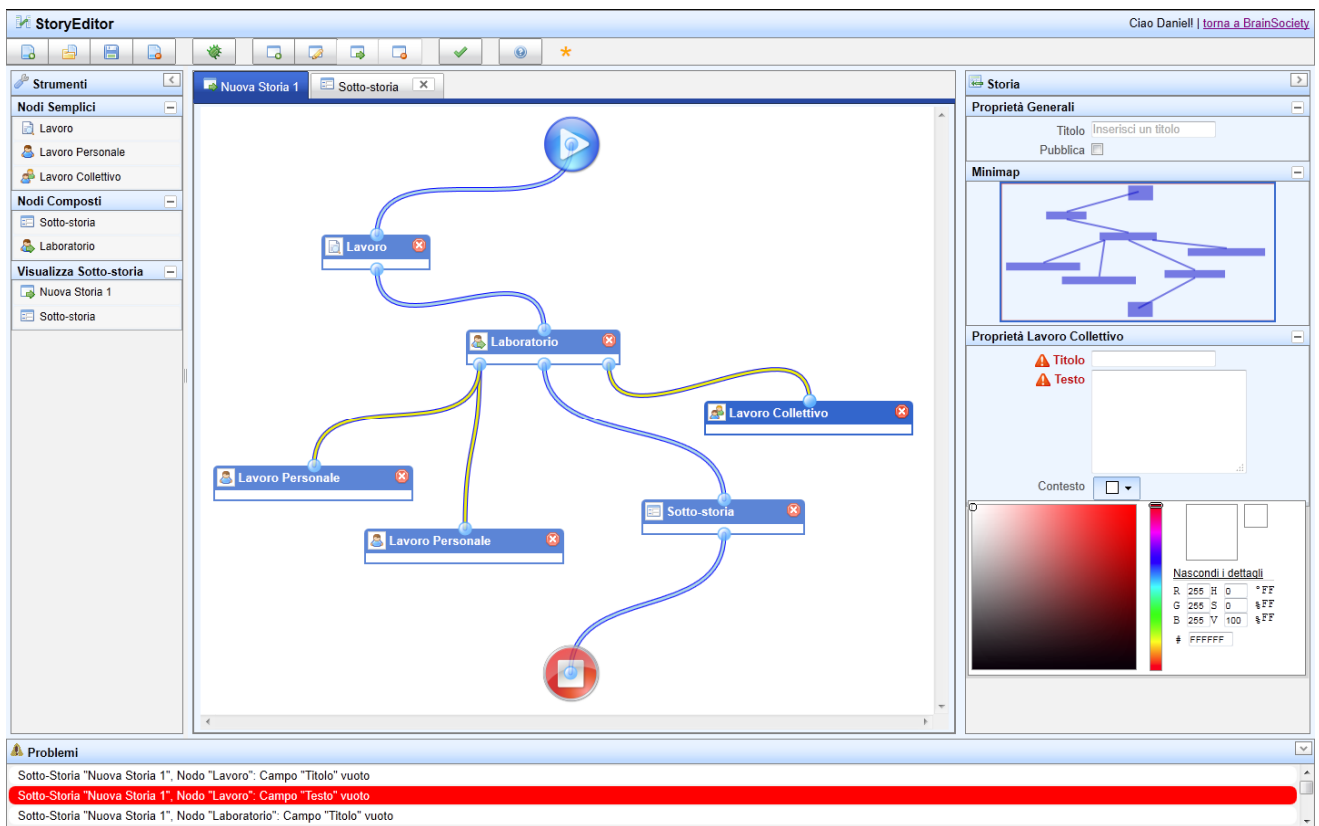 StoryEditor
Ciao Daniel! | torna a BrainSociety
Strumenti
Nodi Semplici
Lavoro
Lavoro Personale
Lavoro Collettivo
Nodi Composti
Sotto-storia
Laboratorio
Visualizza Sotto-storia
Nuova Storia 1
Sotto-storia
Nuova Storia 1
Sotto-storia
Lavoro
Laboratorio
Lavoro Collettivo
Lavoro Personale
Sotto-storia
Lavoro Personale
Storia
Proprietà Generali
Titolo Inserisci un titolo
Pubblica
Minimap
Proprietà Lavoro Collettivo
Titolo
Testo
Contesto
Nascondi i dettagli
R 255 H 0 °FF
G 255 S 0 %FF
B 255 V 100 %FF
# FFFFFF
Problemi
Sotto-Storia "Nuova Storia 1", Nodo "Lavoro": Campo "Titolo" vuoto
Sotto-Storia "Nuova Storia 1", Nodo "Lavoro": Campo "Testo" vuoto
Sotto-Storia "Nuova Storia 1", Nodo "Laboratorio": Campo "Titolo" vuoto